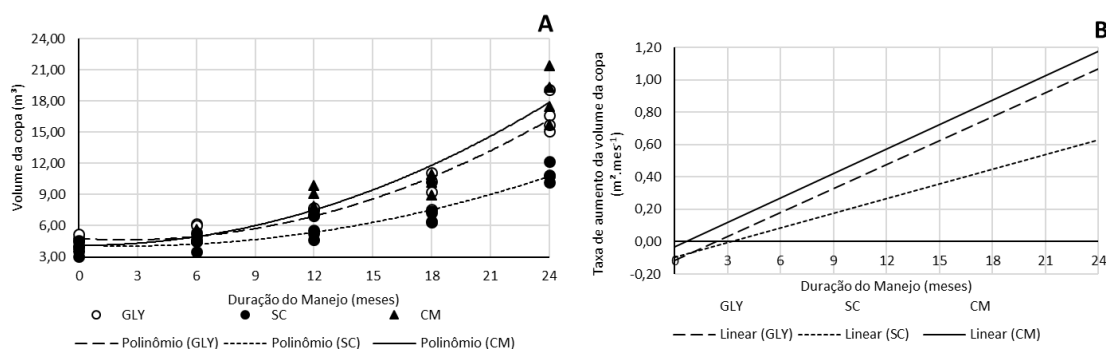 A
24,00
21,00
18,00
15,00
12,00
9,00
6,00
3,00
Volume da copa (m³)
0 3 6 9 12 15 18 21 24
Duração do Manejo (meses)
GLY SC CM
Polinômio (GLY) Polinômio (SC) Polinômio (CM)
B
1,20
1,00
0,80
0,60
0,40
0,20
0,00
-0,20
Taxa de aumento da volume da copa
(m².mes⁻¹)
0 3 6 9 12 15 18 21 24
Duração do Manejo (meses)
GLY SC CM
Linear (GLY) Linear (SC) Linear (CM)